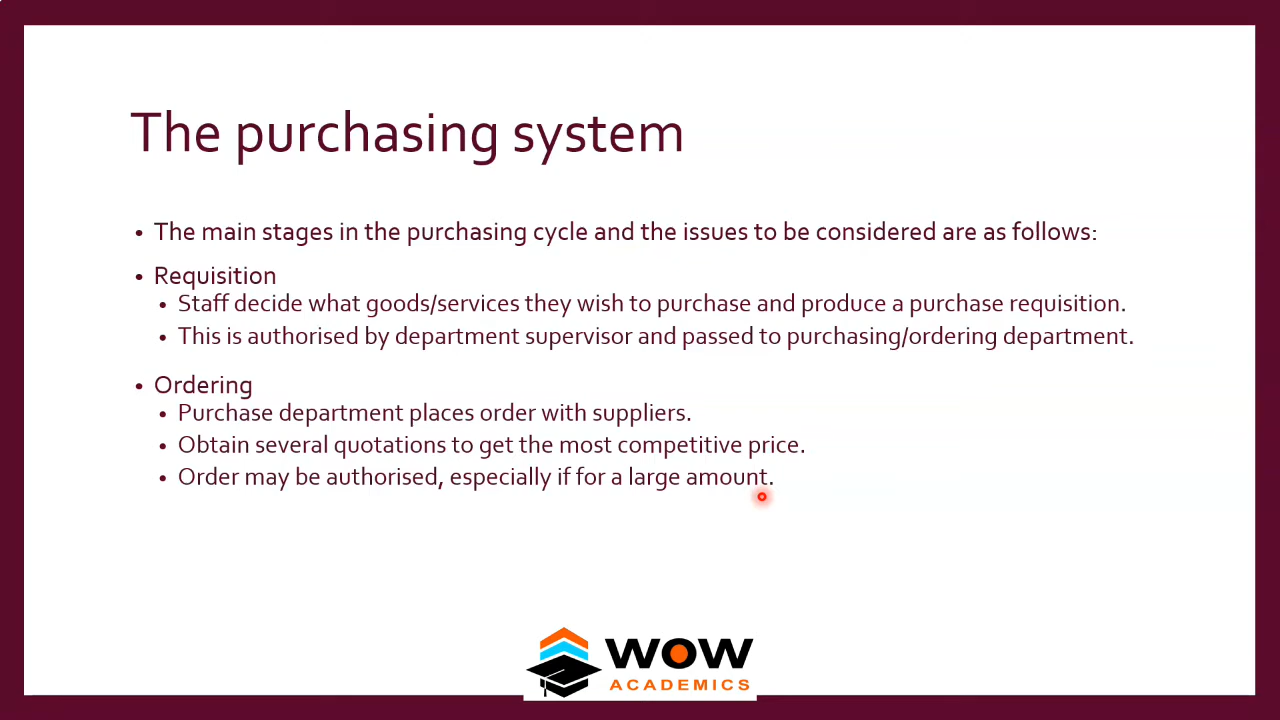 The purchasing system
• The main stages in the purchasing cycle and the issues to be considered are as follows:
• Requisition
• Staff decide what goods/services they wish to purchase and produce a purchase requisition.
• This is authorised by department supervisor and passed to purchasing/ordering department.
• Ordering
• Purchase department places order with suppliers.
• Obtain several quotations to get the most competitive price.
• Order may be authorised, especially if for a large amount.
WOW
ACADEMICS